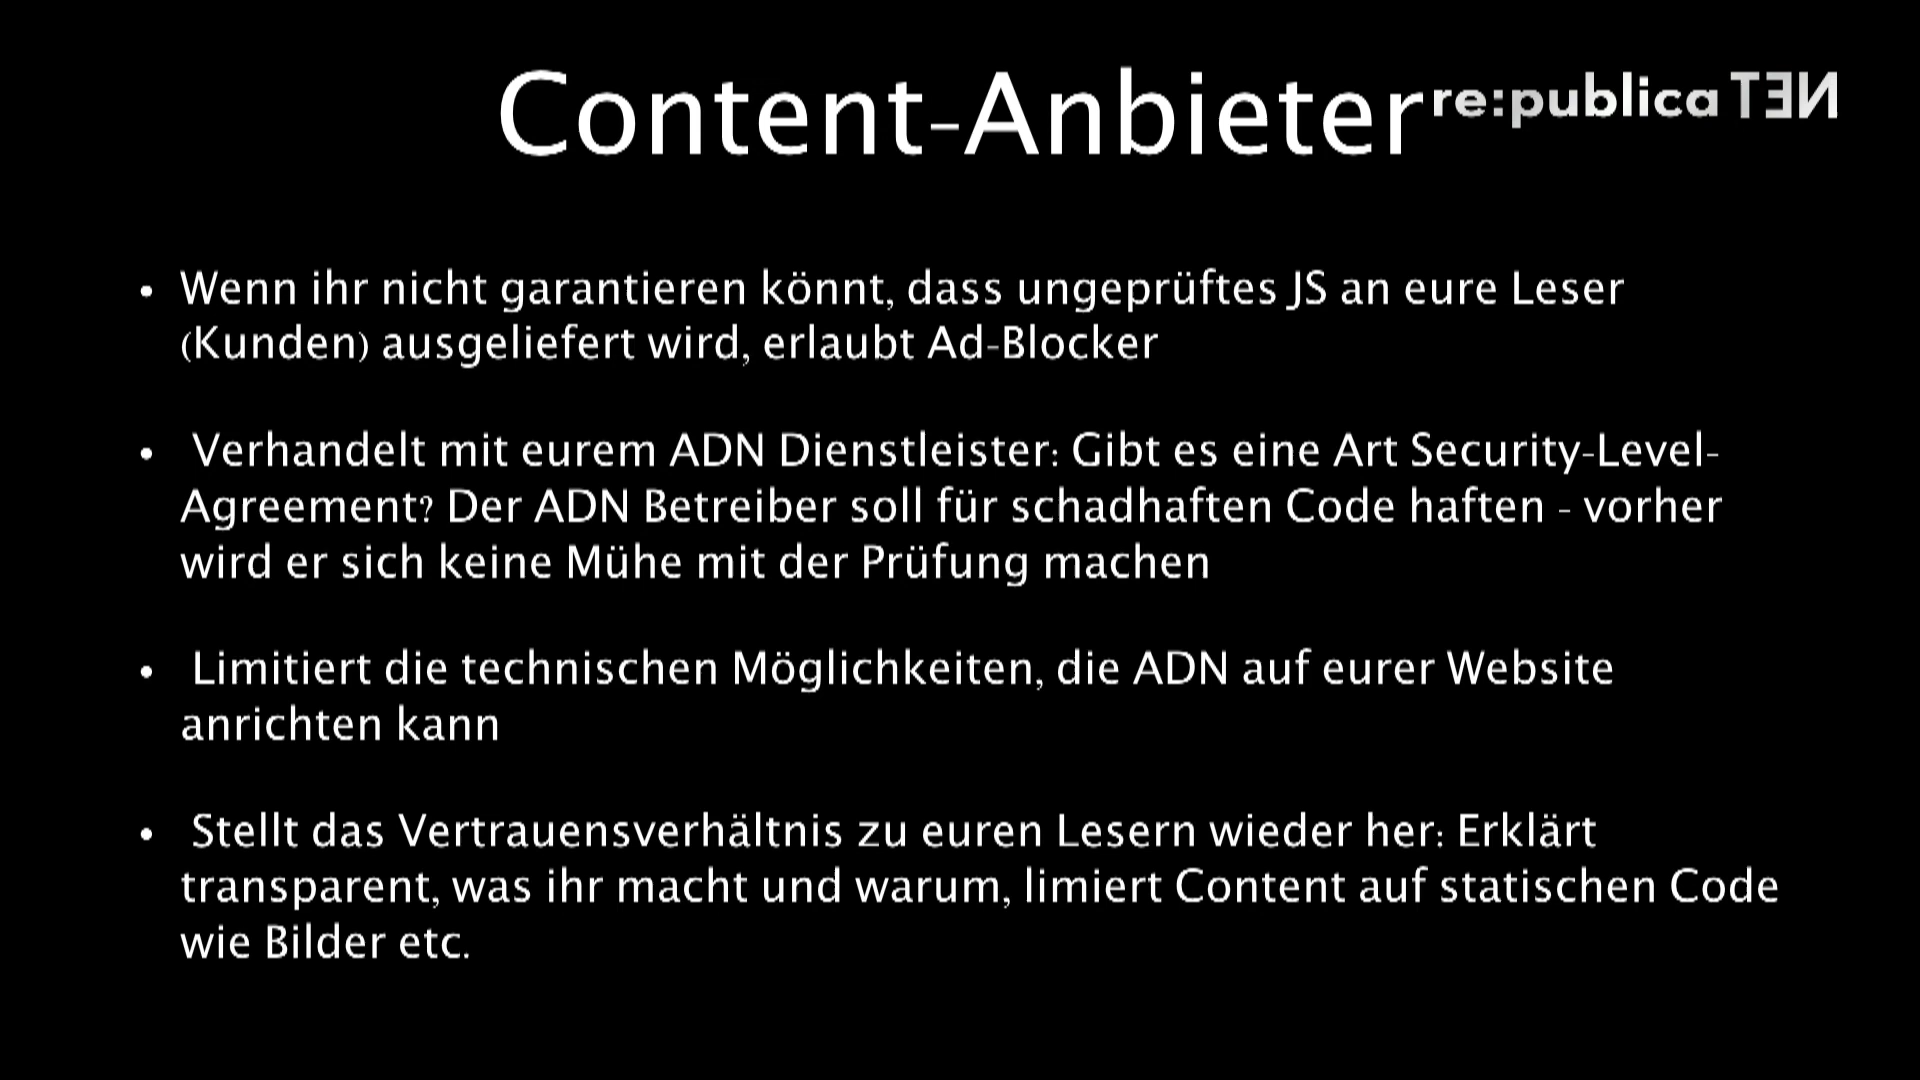 Content-Anbieter
re:publica TEN
• Wenn ihr nicht garantieren könnt, dass ungeprüftes JS an eure Leser
(Kunden) ausgeliefert wird, erlaubt Ad-Blocker
• Verhandelt mit eurem ADN Dienstleister: Gibt es eine Art Security-Level-
Agreement? Der ADN Betreiber soll für schadhaften Code haften - vorher
wird er sich keine Mühe mit der Prüfung machen
• Limitiert die technischen Möglichkeiten, die ADN auf eurer Website
anrichten kann
• Stellt das Vertrauensverhältnis zu euren Lesern wieder her: Erklärt
transparent, was ihr macht und warum, limiert Content auf statischen Code
wie Bilder etc.